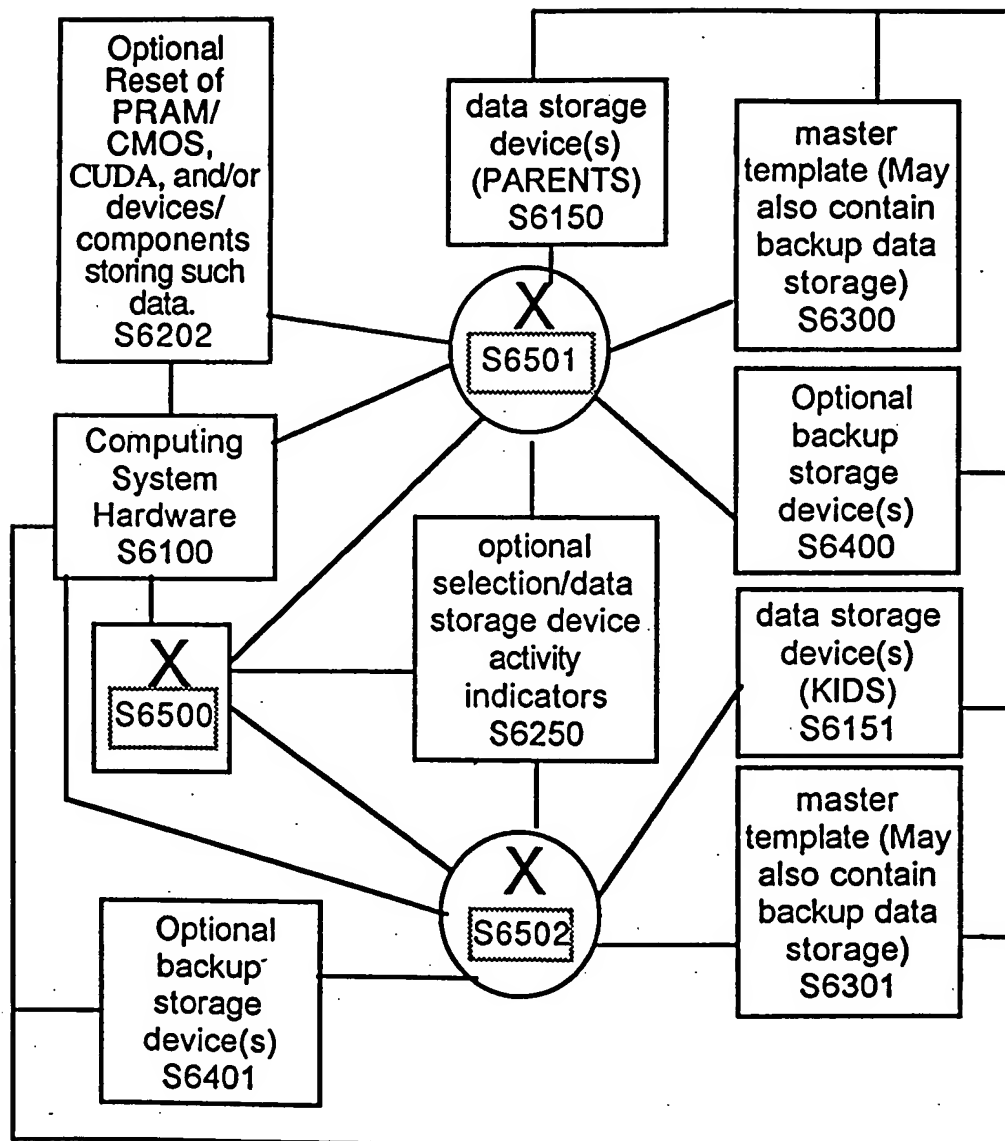 Optional
Reset of
PRAM/
CMOS,
CUDA, and/or
devices/
components
storing such
data.
S6202
data storage
device(s)
(PARENTS)
S6150
master
template (May
also contain
backup data
storage)
S6300
X
S6501
Computing
System
Hardware
S6100
Optional
backup
storage
device(s)
S6400
optional
selection/data
storage device
activity
indicators
S6250
X
S6500
data storage
device(s)
(KIDS)
S6151
master
template (May
also contain
backup data
storage)
S6301
X
S6502
Optional
backup
storage
device(s)
S6401